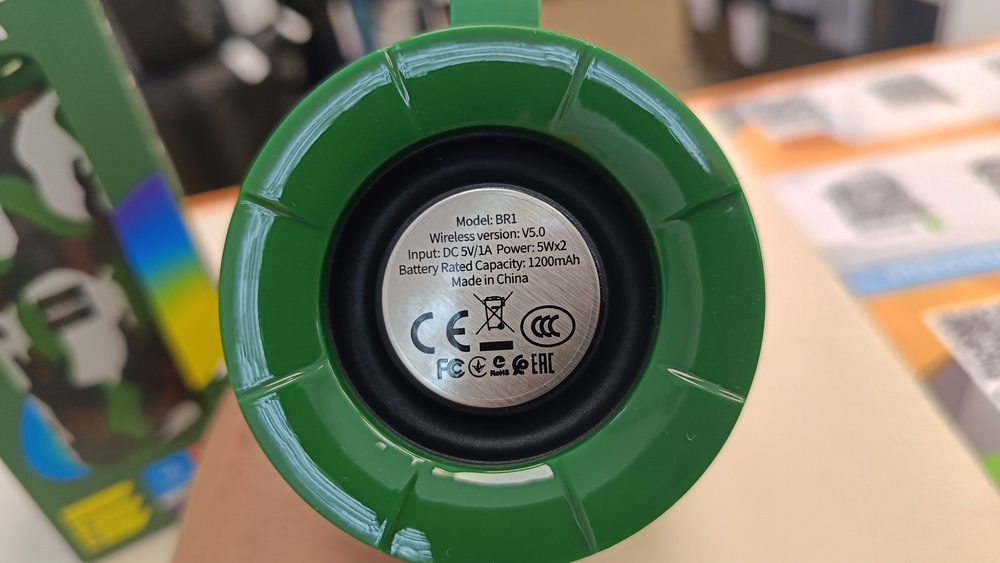 Model: BR1
Wireless version: V5.0
Input: DC 5V/1A Power: 5Wx2
Battery Rated Capacity: 1200mAh
Made in China
CE CCC
FC RoHS EAC